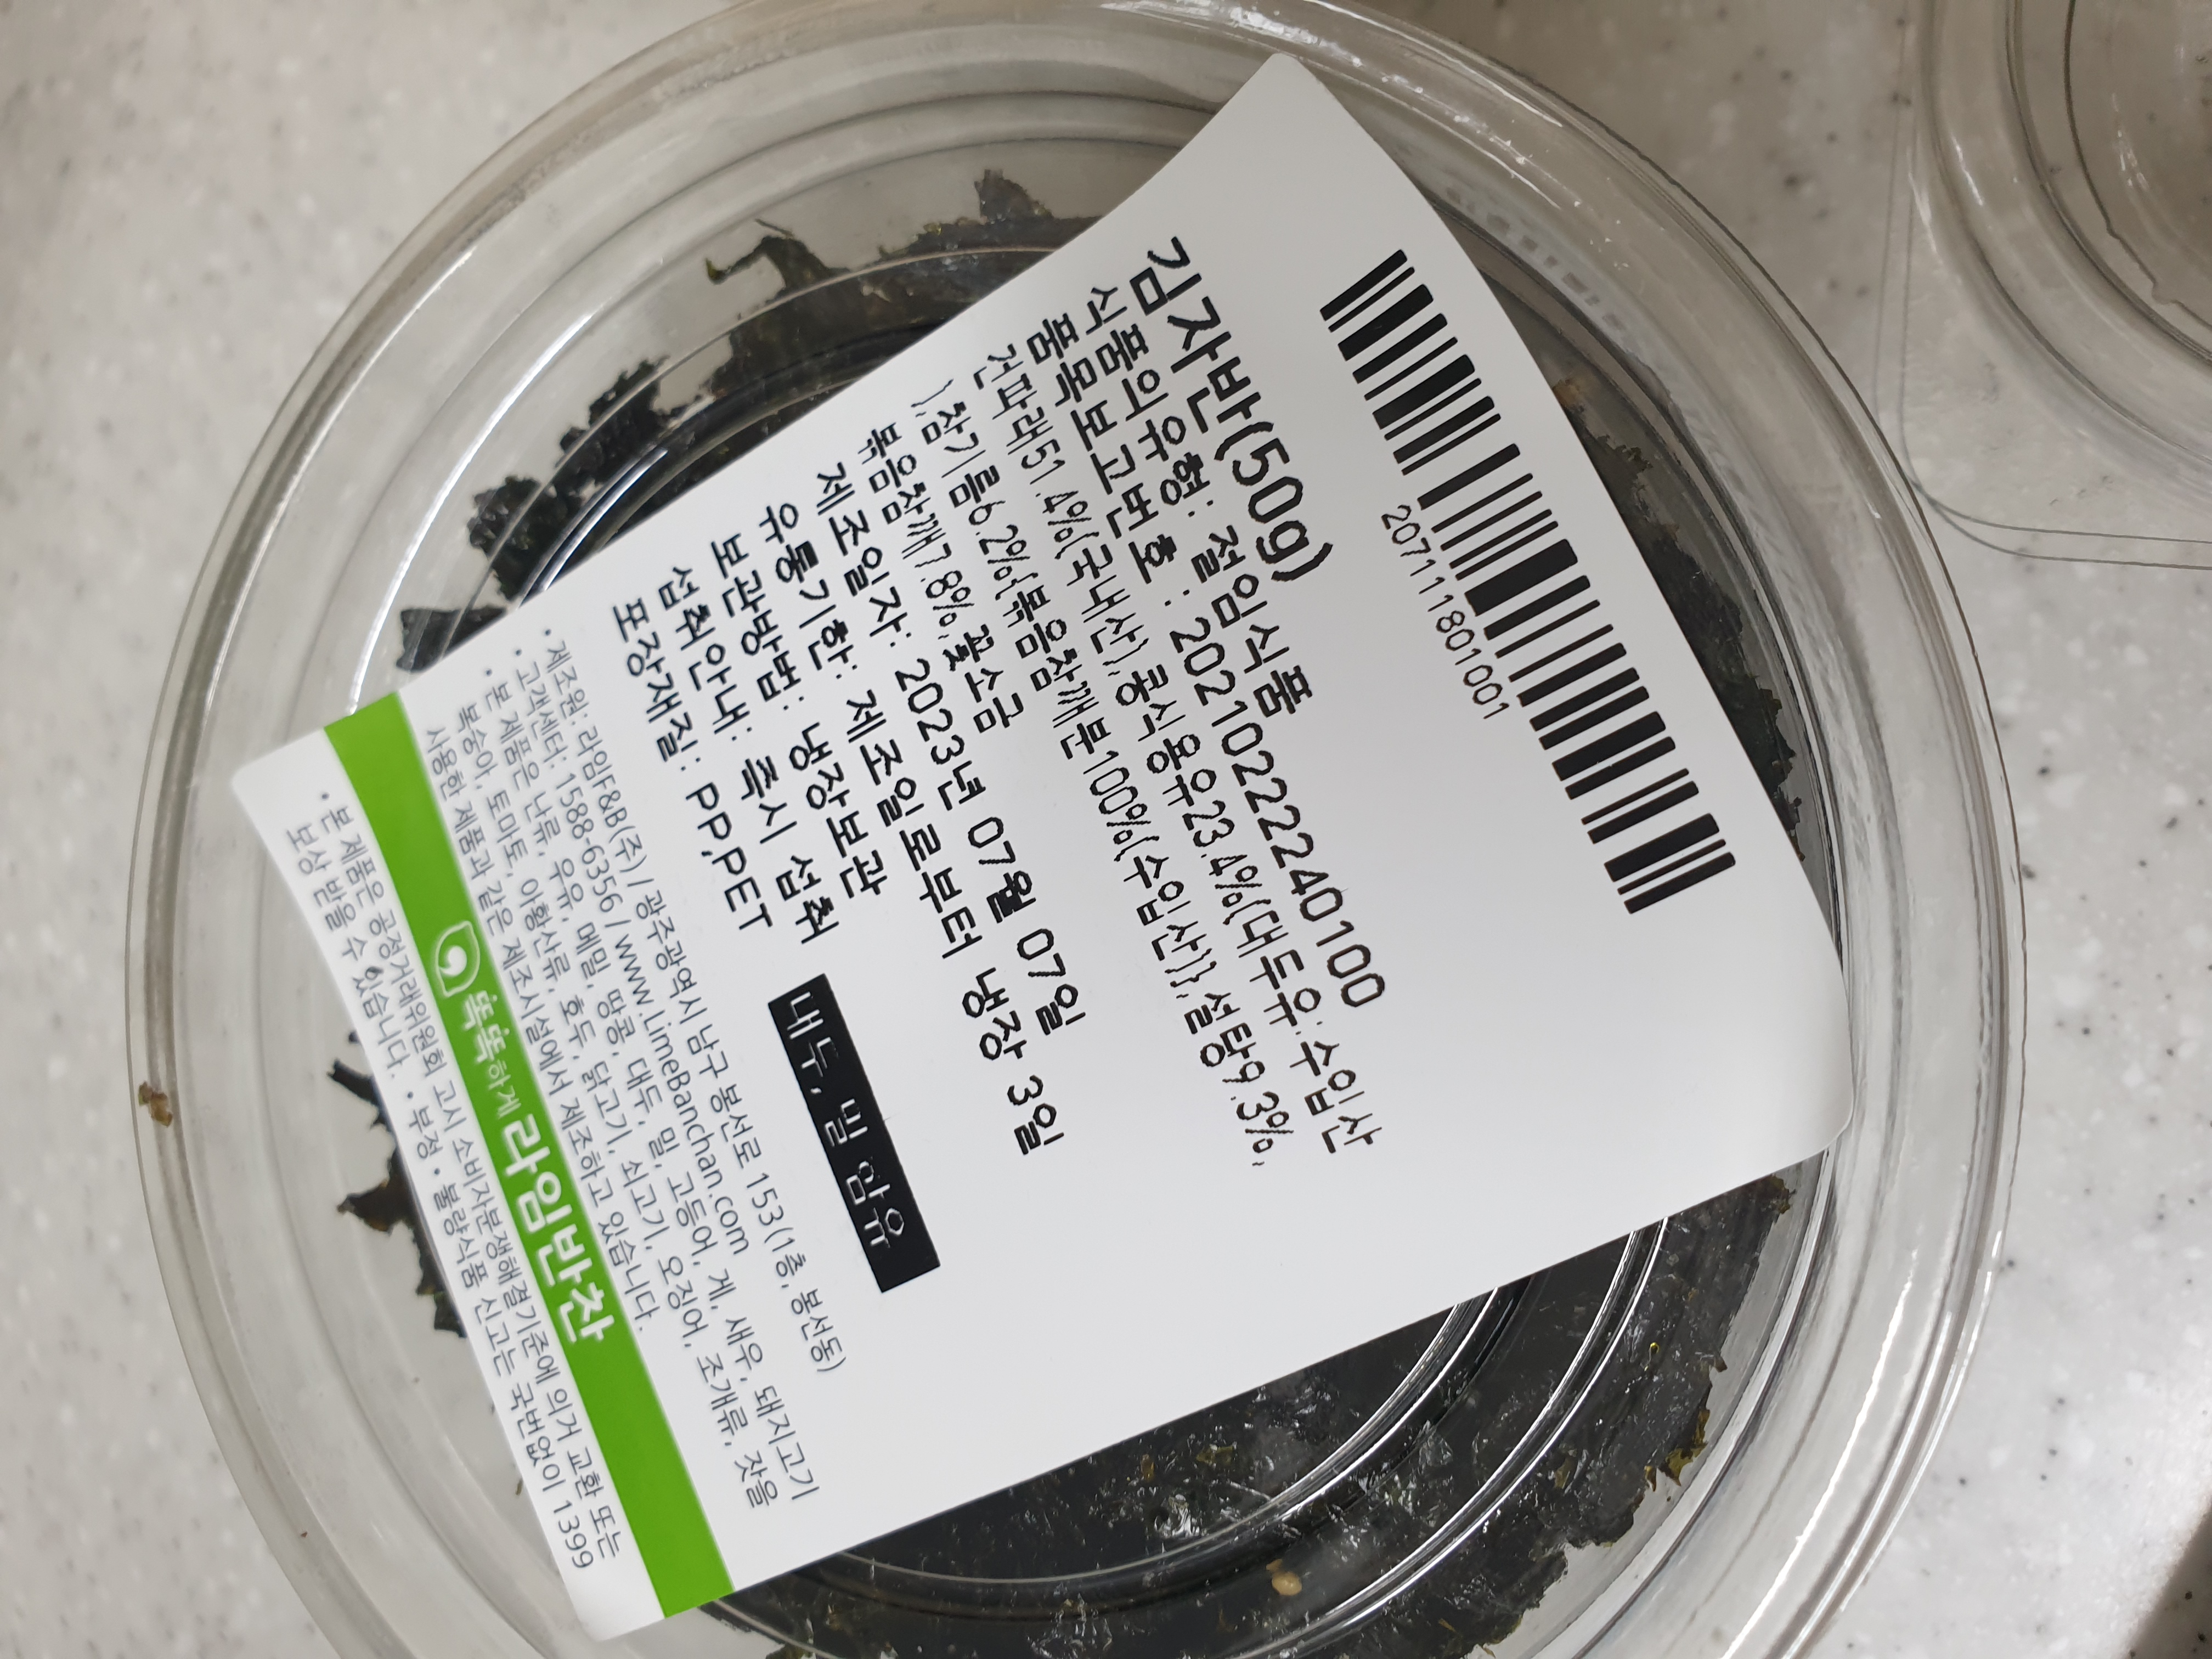 207111801001
김자반(50g)
식품의유형: 절임식품
품목보고번호 : 20210222240100
건파래51.4%(국내산),콩식용유23.4%(대두유:수입산
),참기름6.2%{볶음참깨분100%(수입산)},설탕9.3%,
볶음참깨7.8%,꽃소금
제조일자: 2023년 07월 07일
유통기한: 제조일로부터 냉장 3일
보관방법: 냉장보관
섭취안내: 즉시 섭취
포장재질: PP,PET
대두, 밀 함유
• 제조원: 라임F&B(주) / 광주광역시 남구 봉선로 153(1층, 봉선동)
• 고객센터: 1588-6356 / www.LimeBanchan.com
• 본 제품은 난류, 우유, 메밀, 땅콩, 대두, 밀, 고등어, 게, 새우, 돼지고기
복숭아, 토마토, 아황산류, 호두, 닭고기, 쇠고기, 오징어, 조개류, 잣을
사용한 제품과 같은 제조시설에서 제조하고 있습니다.
똑똑하게 라임반찬
• 본 제품은 공정거래위원회 고시 소비자분쟁해결기준에 의거 교환 또는
보상 받을 수 있습니다. • 부정 • 불량식품 신고는 국번없이 1399